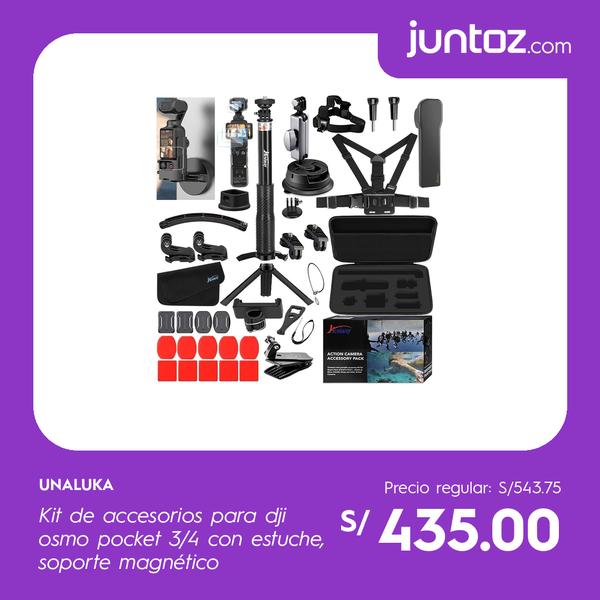 juntoz.com
ACTION CAMERA
ACCESSORY PACK
UNALUKA
Kit de accesorios para dji
osmo pocket 3/4 con estuche,
soporte magnético
Precio regular: S/543.75
S/ 435.00